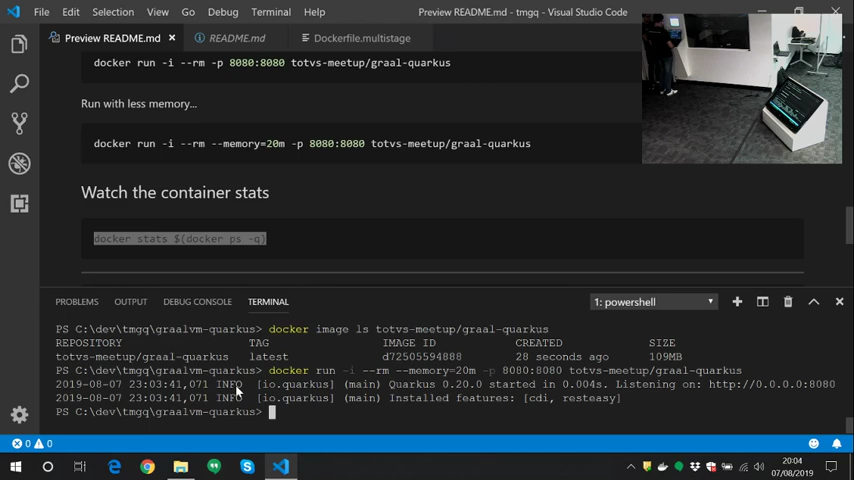 File Edit Selection View Go Debug Terminal Help Preview README.md - tmgq - Visual Studio Code
Preview README.md README.md Dockerfile.multistage
docker run -i --rm -p 8080:8080 totvs-meetup/graal-quarkus
Run with less memory...
docker run -i --rm --memory=20m -p 8080:8080 totvs-meetup/graal-quarkus
Watch the container stats
docker stats $(docker ps -q)
PROBLEMS OUTPUT DEBUG CONSOLE TERMINAL 1: powershell
PS C:\dev\tmgq\graalvm-quarkus> docker image ls totvs-meetup/graal-quarkus
REPOSITORY TAG IMAGE ID CREATED SIZE
totvs-meetup/graal-quarkus latest d72505594888 28 seconds ago 109MB
PS C:\dev\tmgq\graalvm-quarkus> docker run -i --rm --memory=20m -p 8080:8080 totvs-meetup/graal-quarkus
2019-08-07 23:03:41,071 INFO [io.quarkus] (main) Quarkus 0.20.0 started in 0.004s. Listening on: http://0.0.0.0:8080
2019-08-07 23:03:41,071 INFO [io.quarkus] (main) Installed features: [cdi, resteasy]
PS C:\dev\tmgq\graalvm-quarkus>
0 0
20:04
07/08/2019